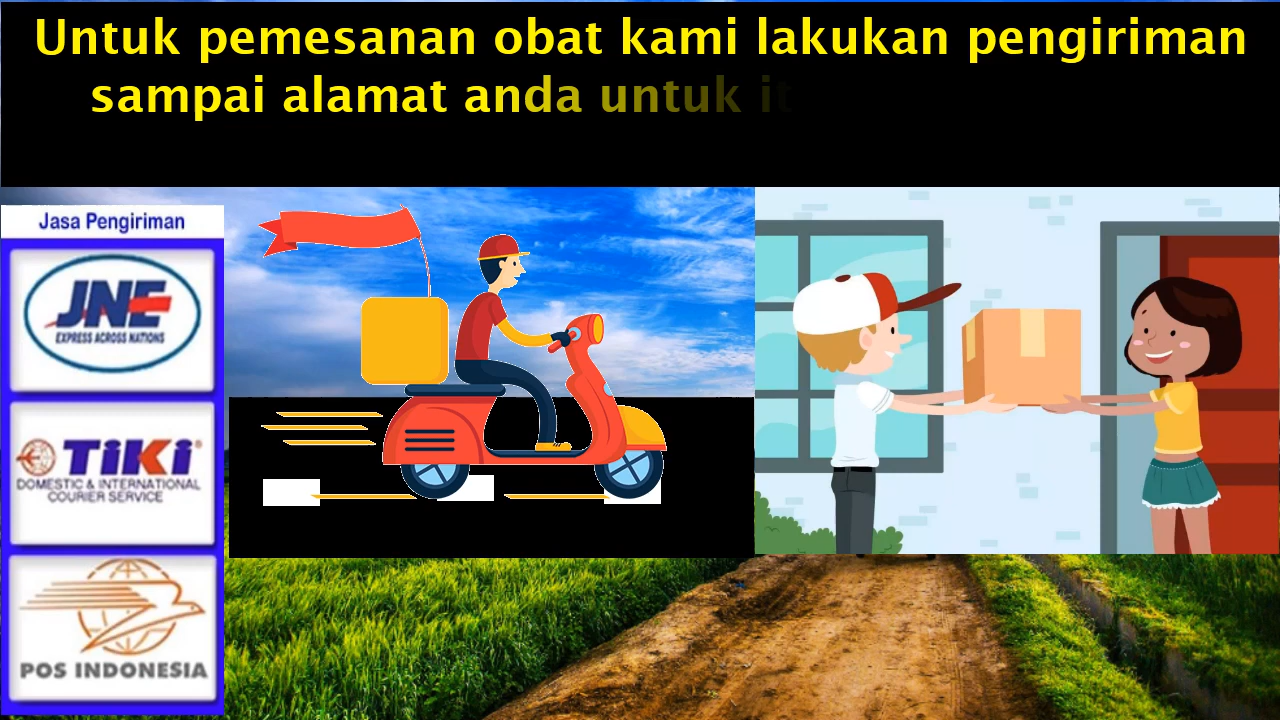 Untuk pemesanan obat kami lakukan pengiriman
sampai alamat anda untuk it
Jasa Pengiriman
JNE
EXPRESS ACROSS NATIONS
TiKi
DOMESTIC & INTERNATIONAL
COURIER SERVICE
POS INDONESIA